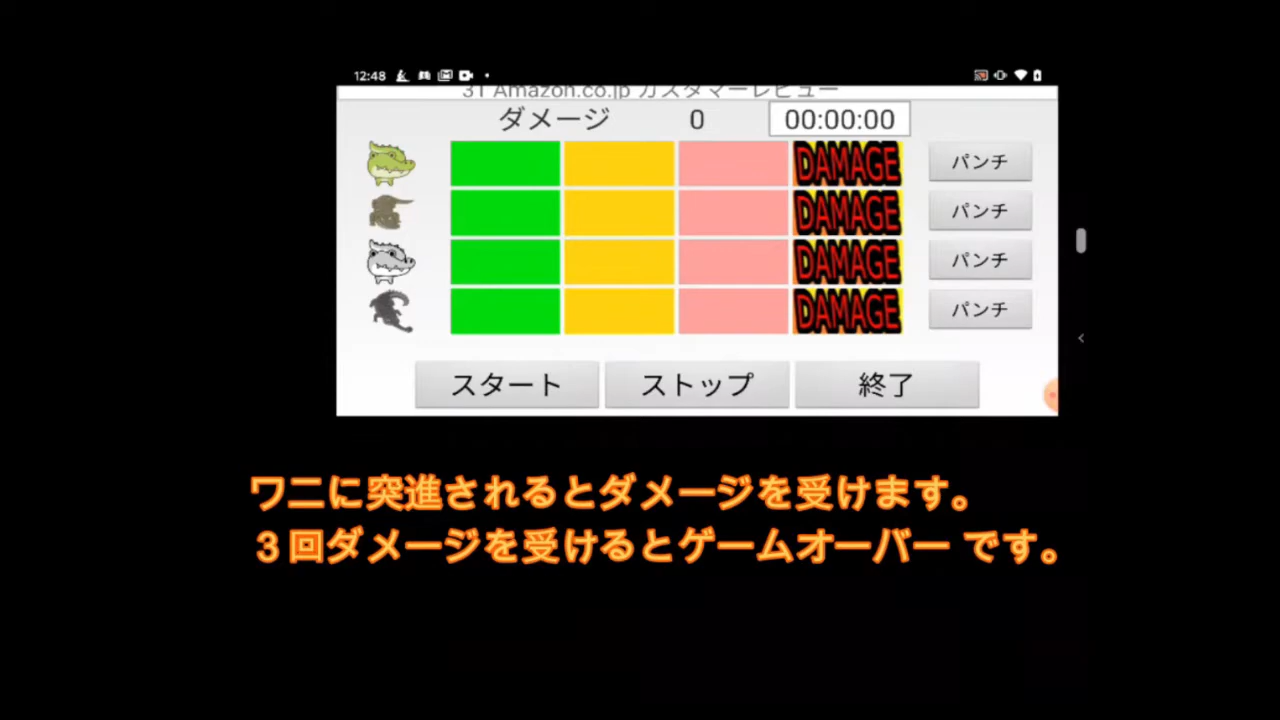 12:48
31 Amazon.co.jp カスタマーレビュー
ダメージ 0 00:00:00
DAMAGE パンチ
DAMAGE パンチ
DAMAGE パンチ
DAMAGE パンチ
スタート ストップ 終了
ワニに突進されるとダメージを受けます。
３回ダメージを受けるとゲームオーバー です。